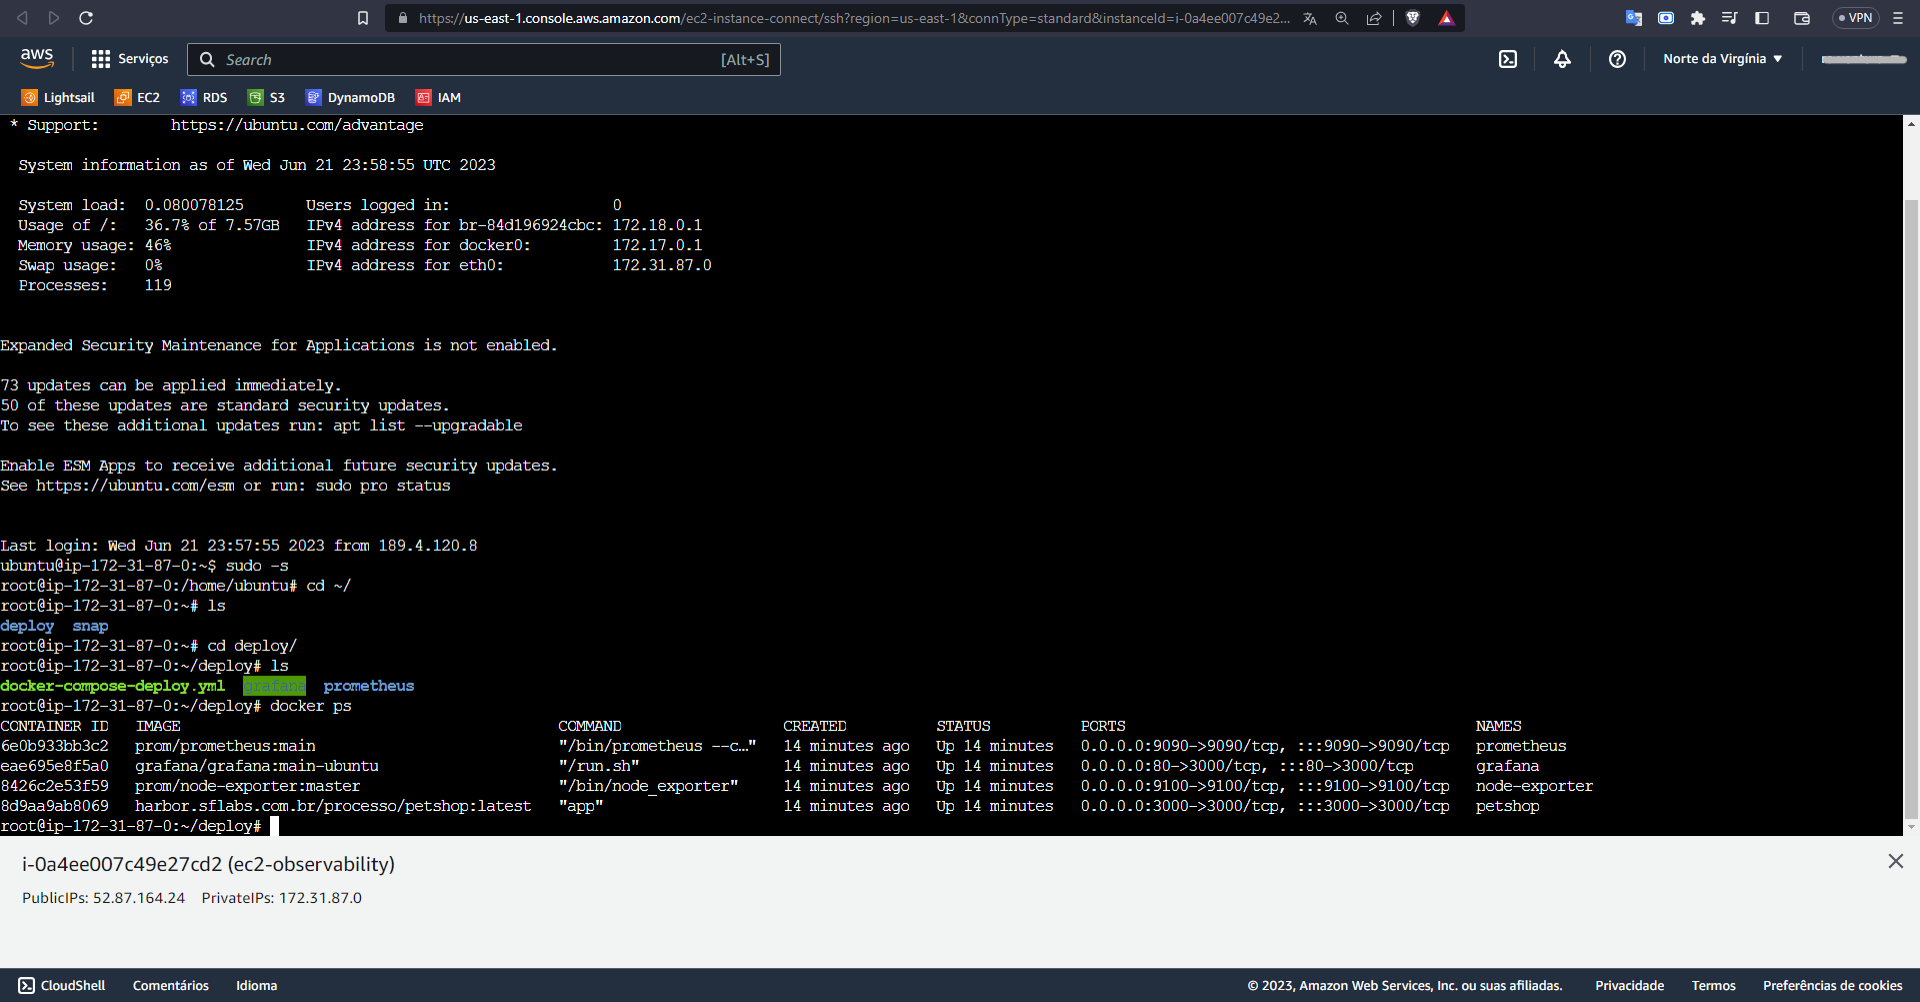 https://us-east-1.console.aws.amazon.com/ec2-instance-connect/ssh?region=us-east-1&connType=standard&instanceId=i-0a4ee007c49e2...
VPN
aws
Serviços
Search
[Alt+S]
Norte da Virgínia
Lightsail
EC2
RDS
S3
DynamoDB
IAM
* Support:        https://ubuntu.com/advantage
System information as of Wed Jun 21 23:58:55 UTC 2023
System load:  0.080078125       Users logged in:                  0
Usage of /:   36.7% of 7.57GB   IPv4 address for br-84d196924cbc: 172.18.0.1
Memory usage: 46%               IPv4 address for docker0:         172.17.0.1
Swap usage:   0%                IPv4 address for eth0:            172.31.87.0
Processes:    119
Expanded Security Maintenance for Applications is not enabled.
73 updates can be applied immediately.
50 of these updates are standard security updates.
To see these additional updates run: apt list --upgradable
Enable ESM Apps to receive additional future security updates.
See https://ubuntu.com/esm or run: sudo pro status
Last login: Wed Jun 21 23:57:55 2023 from 189.4.120.8
ubuntu@ip-172-31-87-0:~$ sudo -s
root@ip-172-31-87-0:/home/ubuntu# cd ~/
root@ip-172-31-87-0:~# ls
deploy  snap
root@ip-172-31-87-0:~# cd deploy/
root@ip-172-31-87-0:~/deploy# ls
docker-compose-deploy.yml  grafana  prometheus
root@ip-172-31-87-0:~/deploy# docker ps
CONTAINER ID   IMAGE                                          COMMAND                  CREATED          STATUS          PORTS                                       NAMES
6e0b933bb3c2   prom/prometheus:main                           "/bin/prometheus --c…"   14 minutes ago   Up 14 minutes   0.0.0.0:9090->9090/tcp, :::9090->9090/tcp   prometheus
eae695e8f5a0   grafana/grafana:main-ubuntu                    "/run.sh"                14 minutes ago   Up 14 minutes   0.0.0.0:80->3000/tcp, :::80->3000/tcp       grafana
8426c2e53f59   prom/node-exporter:master                      "/bin/node_exporter"     14 minutes ago   Up 14 minutes   0.0.0.0:9100->9100/tcp, :::9100->9100/tcp   node-exporter
8d9aa9ab8069   harbor.sflabs.com.br/processo/petshop:latest   "app"                    14 minutes ago   Up 14 minutes   0.0.0.0:3000->3000/tcp, :::3000->3000/tcp   petshop
root@ip-172-31-87-0:~/deploy#
i-0a4ee007c49e27cd2 (ec2-observability)
PublicIPs: 52.87.164.24    PrivateIPs: 172.31.87.0
CloudShell
Comentários
Idioma
© 2023, Amazon Web Services, Inc. ou suas afiliadas.
Privacidade
Termos
Preferências de cookies